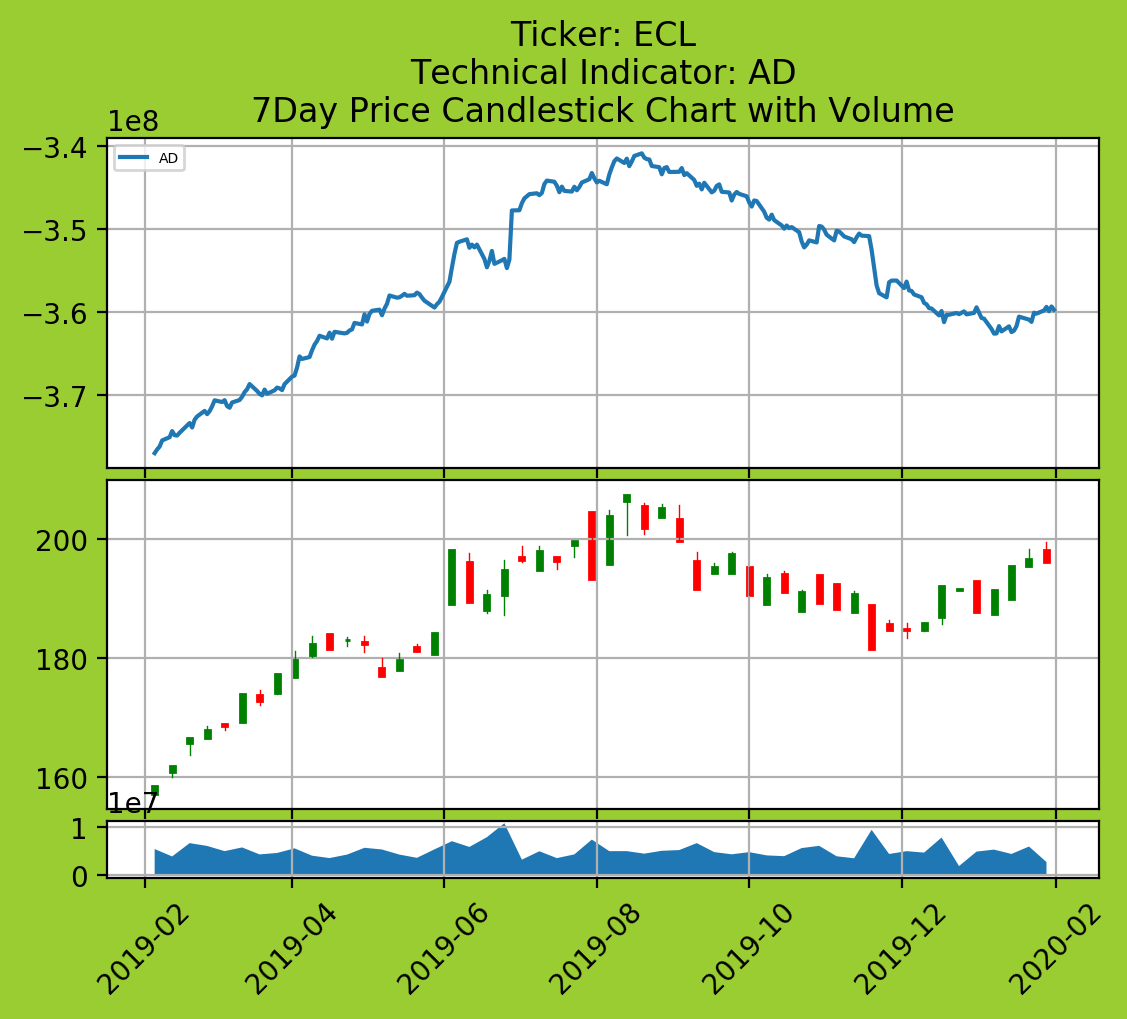 Ticker: ECL
Technical Indicator: AD
7Day Price Candlestick Chart with Volume
1e8
−3.4
AD
−3.5
−3.6
−3.7
200
180
160
1e7
1
0
2019-02
2019-04
2019-06
2019-08
2019-10
2019-12
2020-02